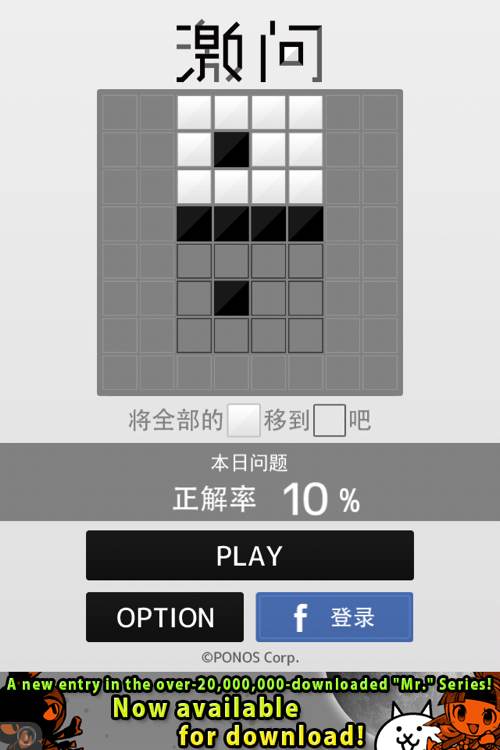 激问
将全部的 移到 吧
本日问题
正解率 10 %
PLAY
OPTION
f 登录
©PONOS Corp.
A new entry in the over-20,000,000-downloaded "Mr." Series!
Now available
for download!